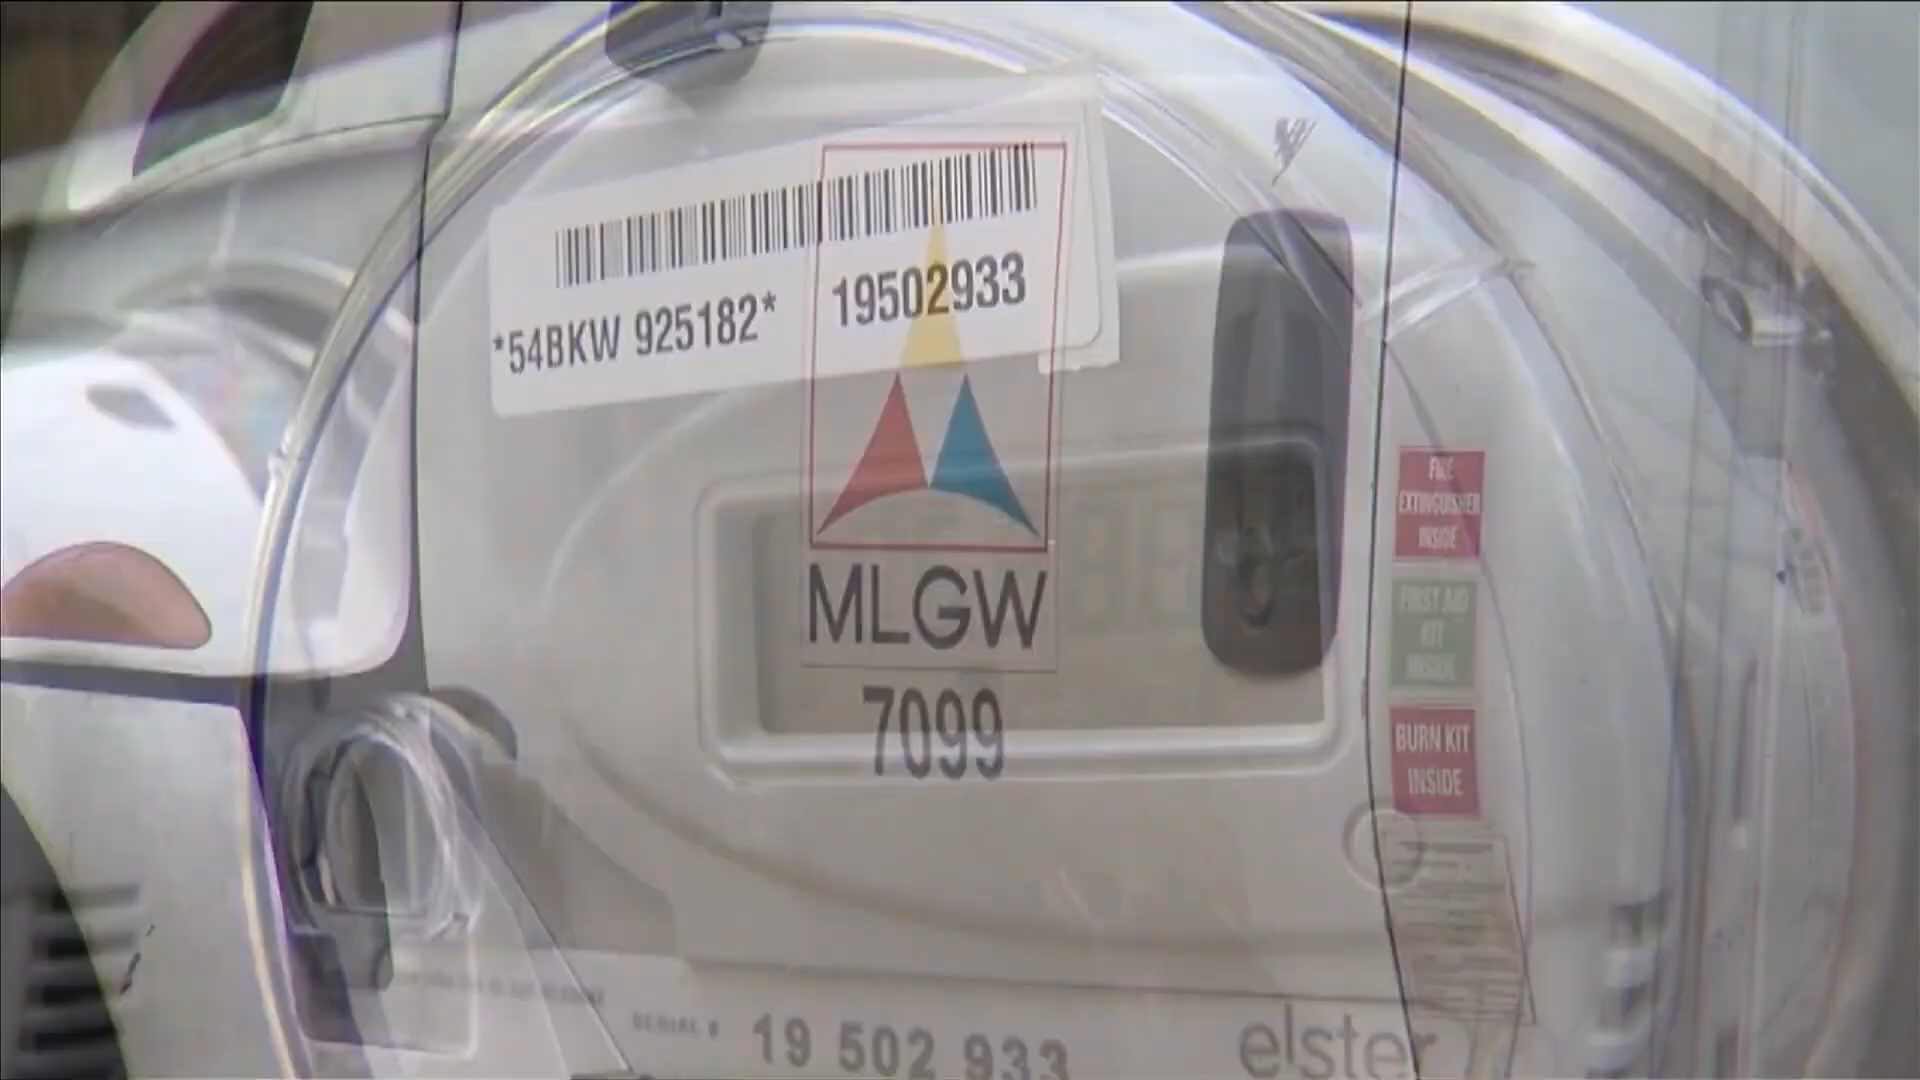 *54BKW 925182* 19502933
MLGW
7099
FIRE
EXTINGUISHER
INSIDE
FIRST AID
KIT
INSIDE
BURN KIT
INSIDE
SERIAL #
19 502 933
elster